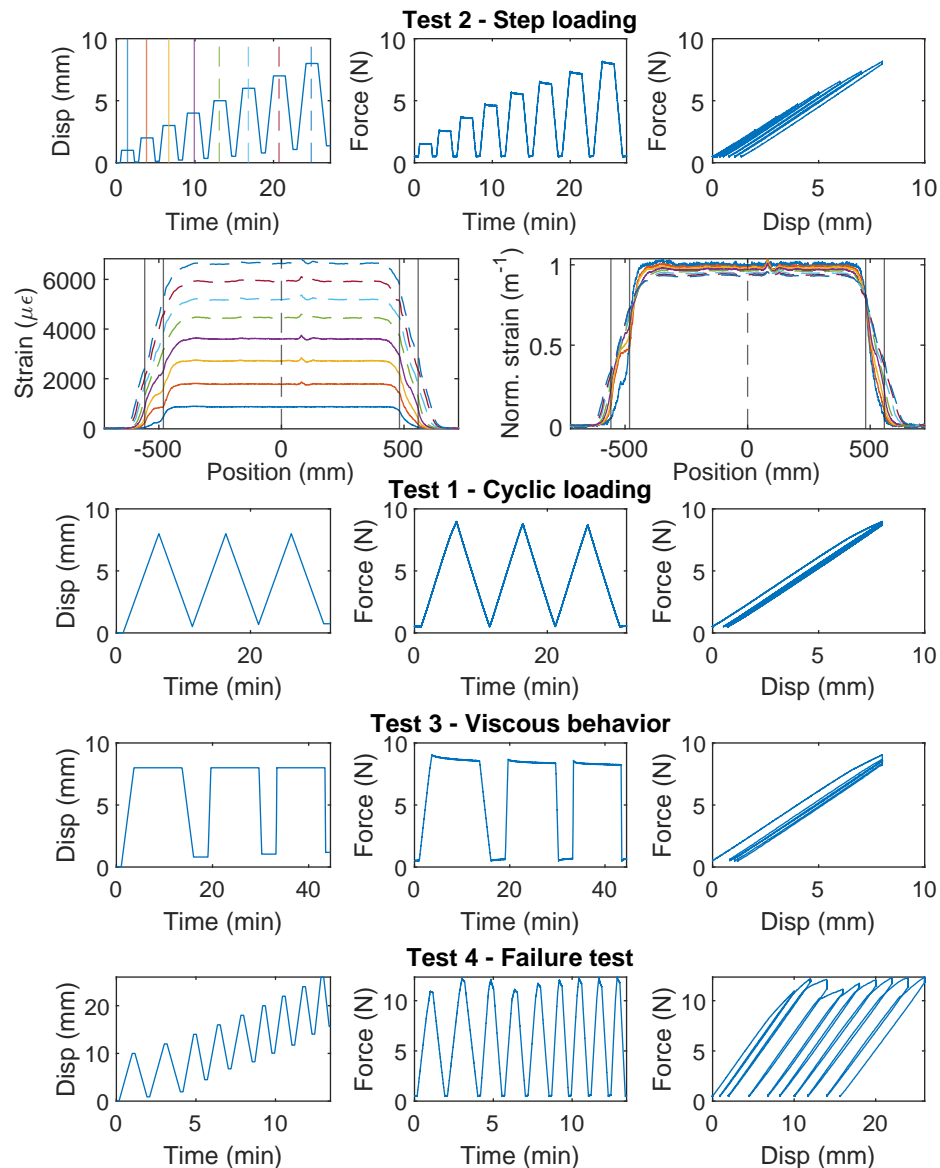 Test 2 - Step loading
Disp (mm)
10
5
0
0
10
20
Time (min)
Force (N)
10
5
0
0
10
20
Time (min)
Force (N)
10
5
0
0
5
10
Disp (mm)
Strain (με)
6000
4000
2000
0
-500
0
500
Position (mm)
Norm. strain (m⁻¹)
1
0.5
0
-500
0
500
Position (mm)
Test 1 - Cyclic loading
Disp (mm)
10
5
0
0
20
Time (min)
Force (N)
10
5
0
0
20
Time (min)
Force (N)
10
5
0
0
5
10
Disp (mm)
Test 3 - Viscous behavior
Disp (mm)
10
5
0
0
20
40
Time (min)
Force (N)
10
5
0
0
20
40
Time (min)
Force (N)
10
5
0
0
5
10
Disp (mm)
Test 4 - Failure test
Disp (mm)
20
10
0
0
5
10
Time (min)
Force (N)
10
5
0
0
5
10
Time (min)
Force (N)
10
5
0
0
10
20
Disp (mm)